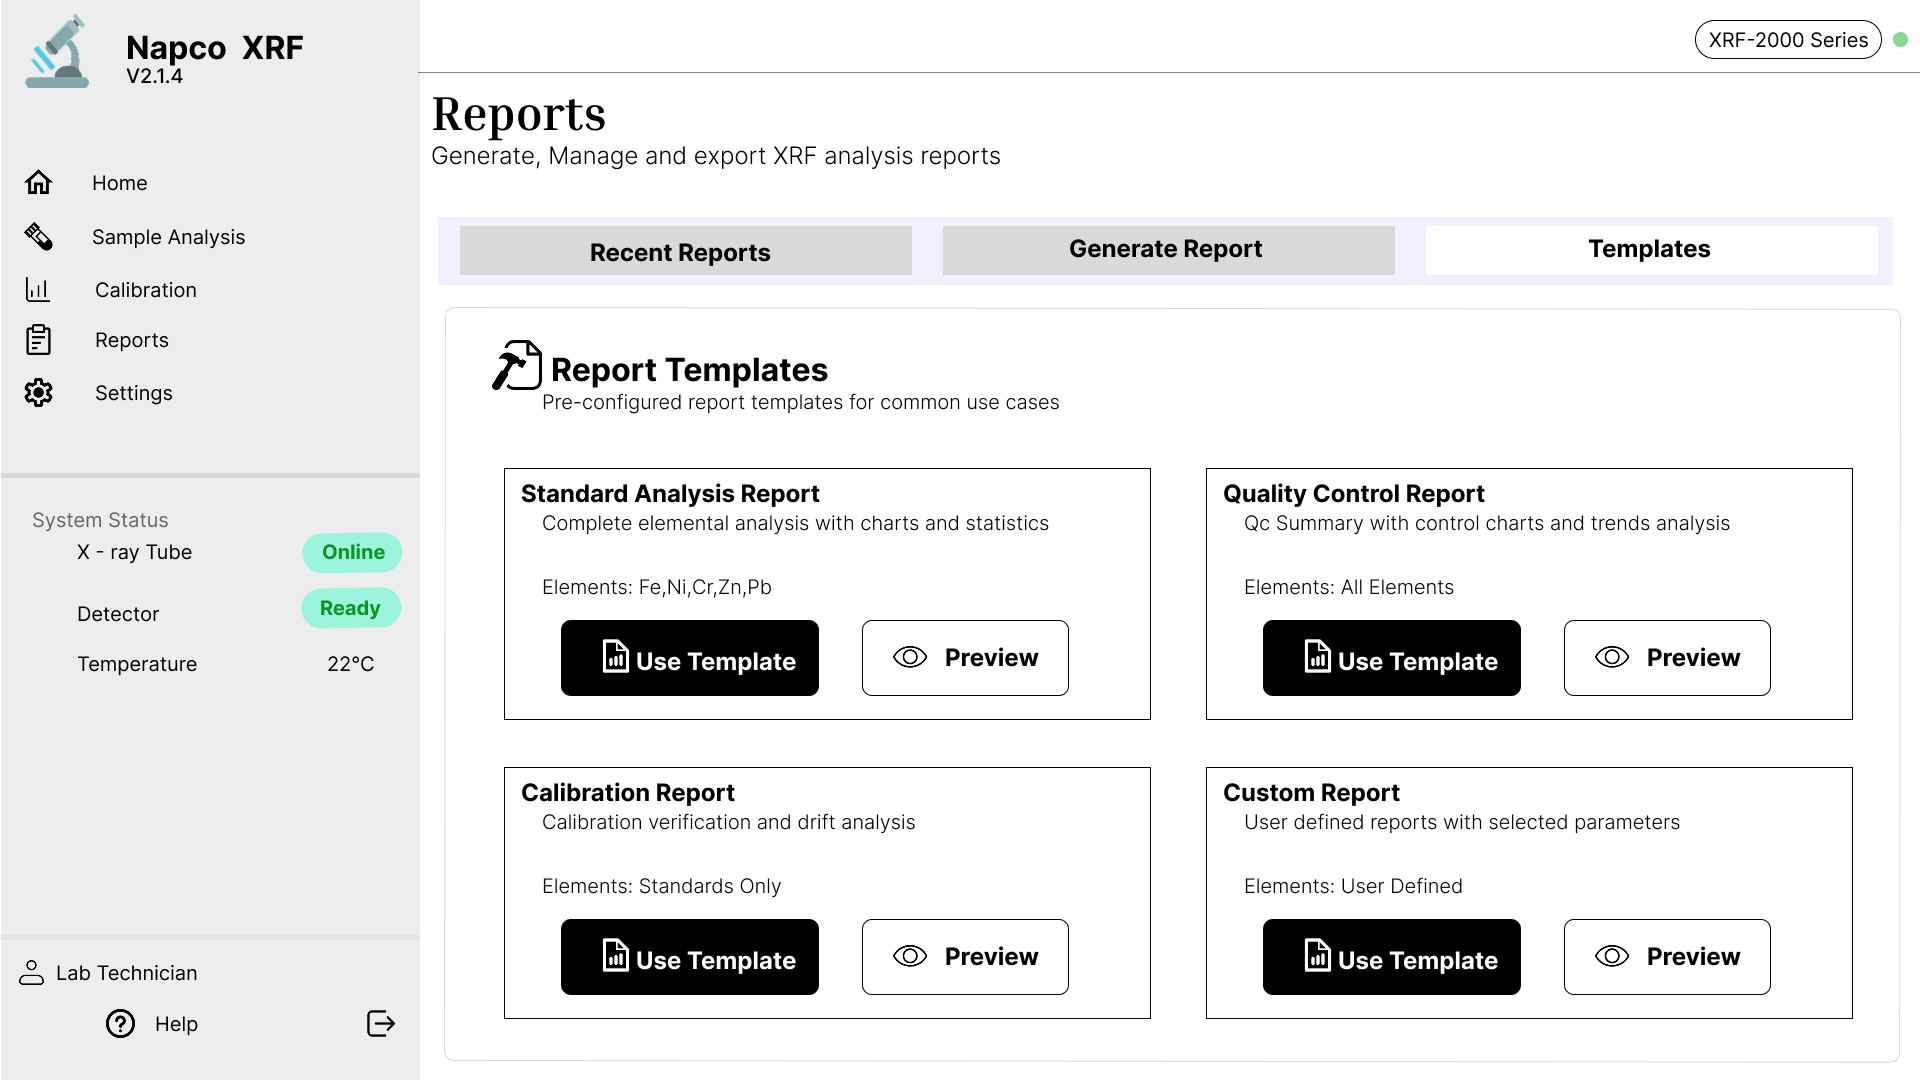 Napco XRF
V2.1.4
Home
Sample Analysis
Calibration
Reports
Settings
System Status
X - ray Tube
Online
Detector
Ready
Temperature
22°C
Lab Technician
Help
XRF-2000 Series
Reports
Generate, Manage and export XRF analysis reports
Recent Reports
Generate Report
Templates
Report Templates
Pre-configured report templates for common use cases
Standard Analysis Report
Complete elemental analysis with charts and statistics
Elements: Fe,Ni,Cr,Zn,Pb
Use Template
Preview
Quality Control Report
Qc Summary with control charts and trends analysis
Elements: All Elements
Use Template
Preview
Calibration Report
Calibration verification and drift analysis
Elements: Standards Only
Use Template
Preview
Custom Report
User defined reports with selected parameters
Elements: User Defined
Use Template
Preview